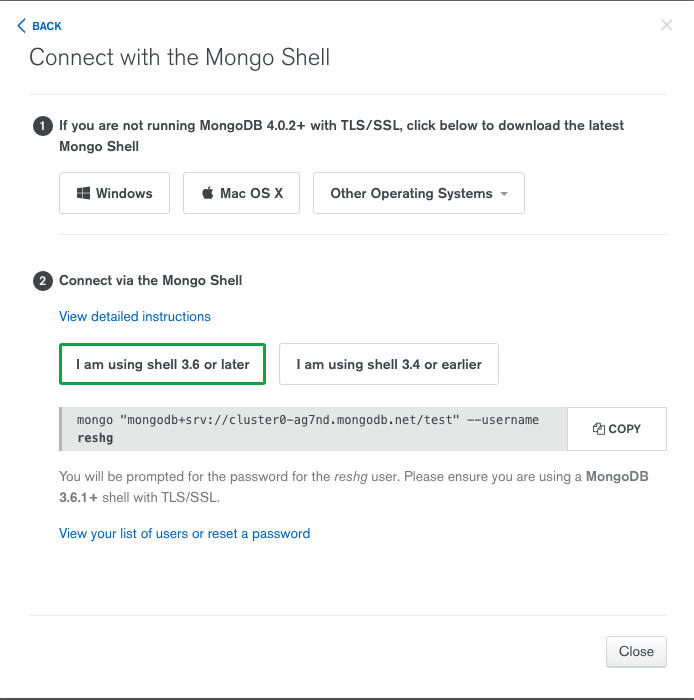 BACK
Connect with the Mongo Shell
1 If you are not running MongoDB 4.0.2+ with TLS/SSL, click below to download the latest
Mongo Shell
Windows Mac OS X Other Operating Systems
2 Connect via the Mongo Shell
View detailed instructions
I am using shell 3.6 or later I am using shell 3.4 or earlier
mongo "mongodb+srv://cluster0-ag7nd.mongodb.net/test" --username
reshg
COPY
You will be prompted for the password for the reshg user. Please ensure you are using a MongoDB
3.6.1+ shell with TLS/SSL.
View your list of users or reset a password
Close